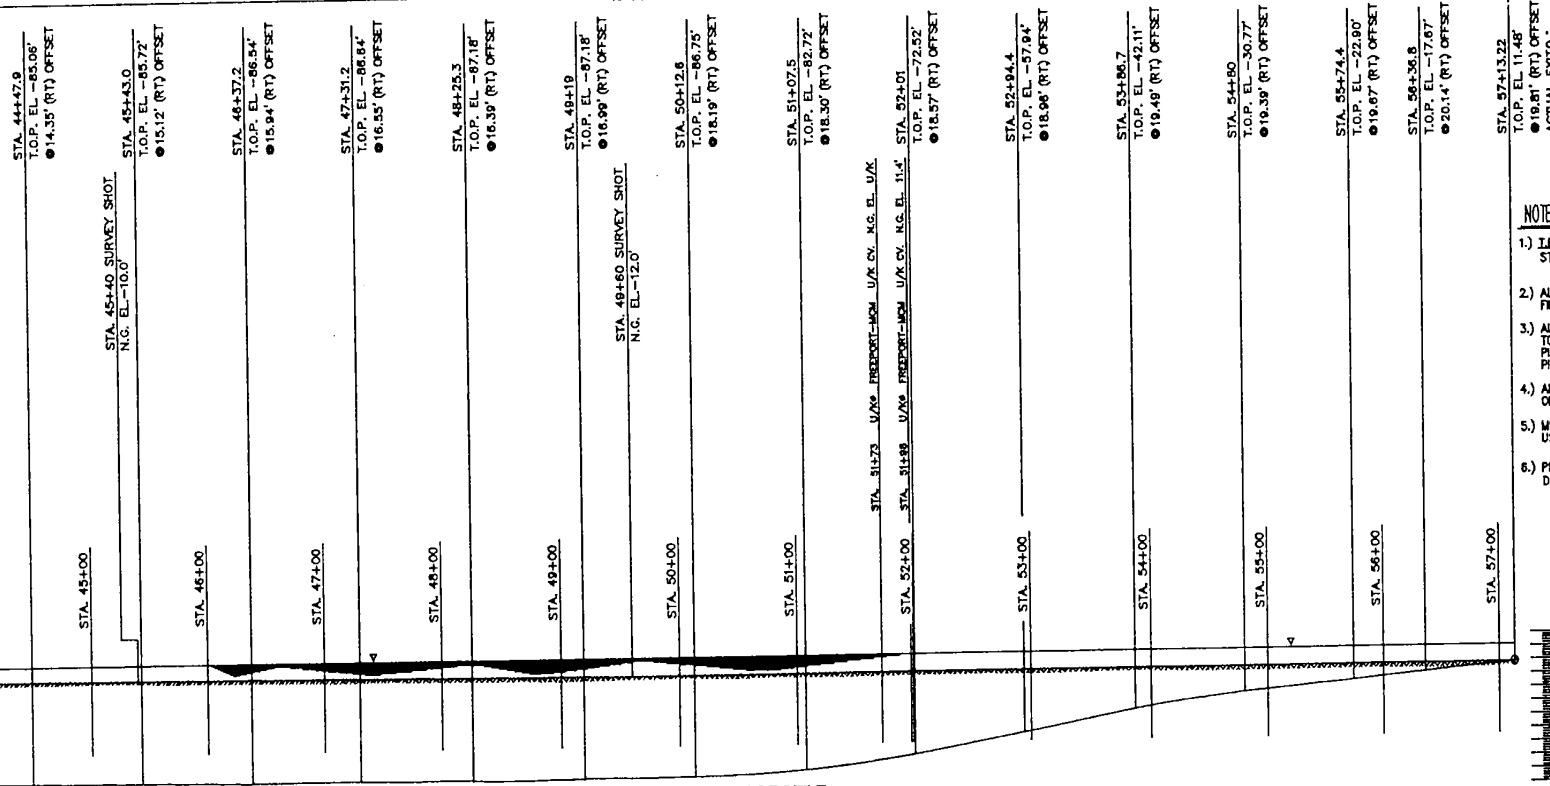 STA. 44+47.9
T.O.P. EL -85.06'
@14.35' (RT.) OFFSET
STA. 45+40 SURVEY SHOT
N.G. EL.-10.0'
STA. 45+43.0
T.O.P. EL -85.72'
@15.12' (RT.) OFFSET
STA. 46+37.2
T.O.P. EL -86.54'
@15.94' (RT.) OFFSET
STA. 47+31.2
T.O.P. EL -86.64'
@16.55' (RT.) OFFSET
STA. 48+25.3
T.O.P. EL -87.18'
@16.39' (RT.) OFFSET
STA. 49+19
T.O.P. EL -87.18'
@16.99' (RT.) OFFSET
STA. 49+60 SURVEY SHOT
N.G. EL.-12.0'
STA. 50+12.6
T.O.P. EL -86.75'
@18.19' (RT.) OFFSET
STA. 51+07.5
T.O.P. EL -82.72'
@18.30' (RT.) OFFSET
STA. 51+73 U/K@ FREEPORT-MCM U/K CV. N.G. EL. U/K
STA. 51+98 U/K@ FREEPORT-MCM U/K CV. N.G. EL. 11.4'
STA. 52+01
T.O.P. EL -72.52'
@18.57' (RT.) OFFSET
STA. 52+94.4
T.O.P. EL -57.94'
@18.98' (RT.) OFFSET
STA. 53+86.7
T.O.P. EL -42.11'
@19.49' (RT.) OFFSET
STA. 54+80
T.O.P. EL -30.77'
@19.39' (RT.) OFFSET
STA. 55+74.4
T.O.P. EL -22.90'
@19.67' (RT.) OFFSET
STA. 56+36.8
T.O.P. EL -17.67'
@20.14' (RT.) OFFSET
STA. 57+13.22
T.O.P. EL 11.48'
@19.81' (RT.) OFFSET
ACTUAL EXIT
NOTE
1.)
ST
2.) AL
3.) AL
TO
4.)
5.)
6.)
D
STA. 45+00
STA. 46+00
STA. 47+00
STA. 48+00
STA. 49+00
STA. 50+00
STA. 51+00
STA. 52+00
STA. 53+00
STA. 54+00
STA. 55+00
STA. 56+00
STA. 57+00